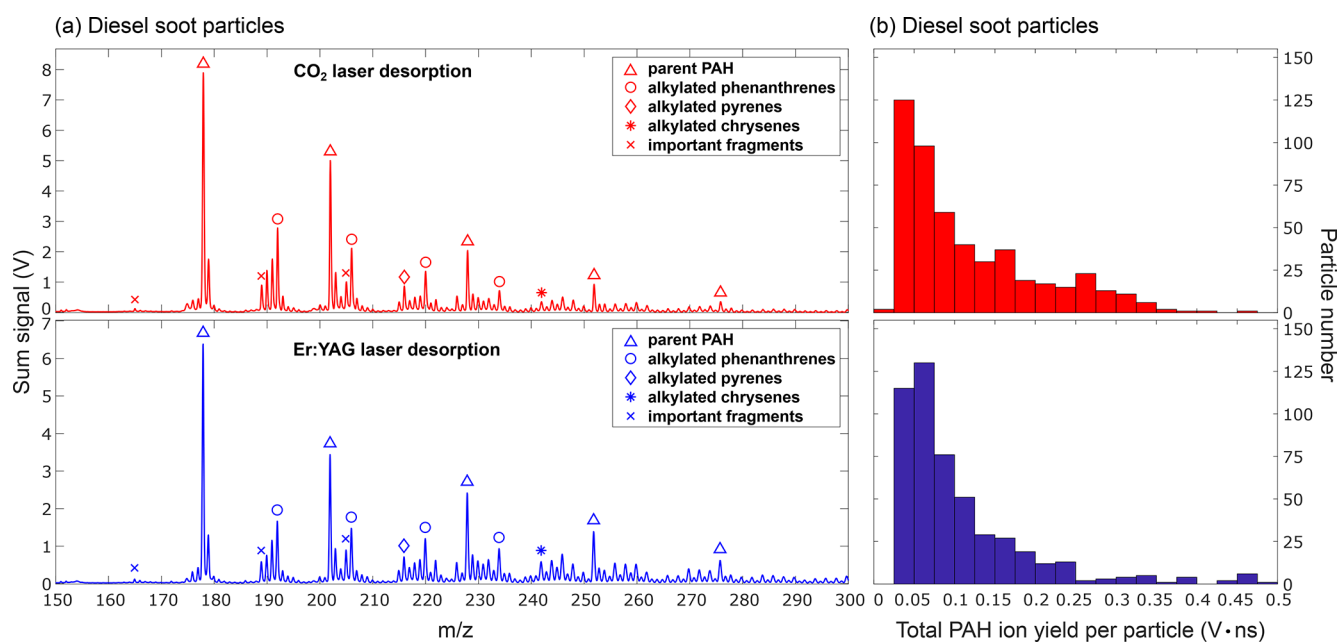 (a) Diesel soot particles
CO₂ laser desorption
parent PAH
alkylated phenanthrenes
alkylated pyrenes
alkylated chrysenes
important fragments
8
7
6
5
4
3
2
1
0
Er:YAG laser desorption
parent PAH
alkylated phenanthrenes
alkylated pyrenes
alkylated chrysenes
important fragments
7
6
5
4
3
2
1
0
Sum signal (V)
150 160 170 180 190 200 210 220 230 240 250 260 270 280 290 300
m/z
(b) Diesel soot particles
150
125
100
75
50
25
0
150
125
100
75
50
25
0
Particle number
0 0.05 0.1 0.15 0.2 0.25 0.3 0.35 0.4 0.45 0.5
Total PAH ion yield per particle (V·ns)